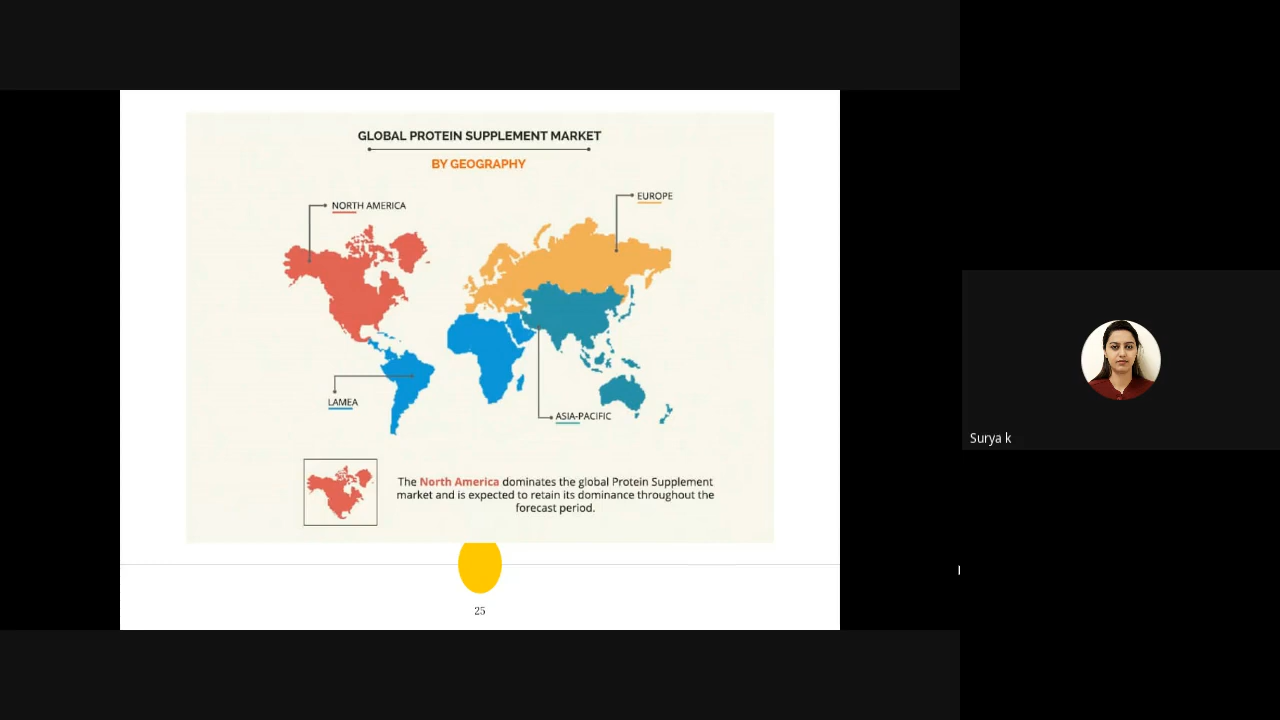 GLOBAL PROTEIN SUPPLEMENT MARKET
BY GEOGRAPHY
EUROPE
NORTH AMERICA
LAMEA
ASIA-PACIFIC
The North America dominates the global Protein Supplement
market and is expected to retain its dominance throughout the
forecast period.
25
Surya k